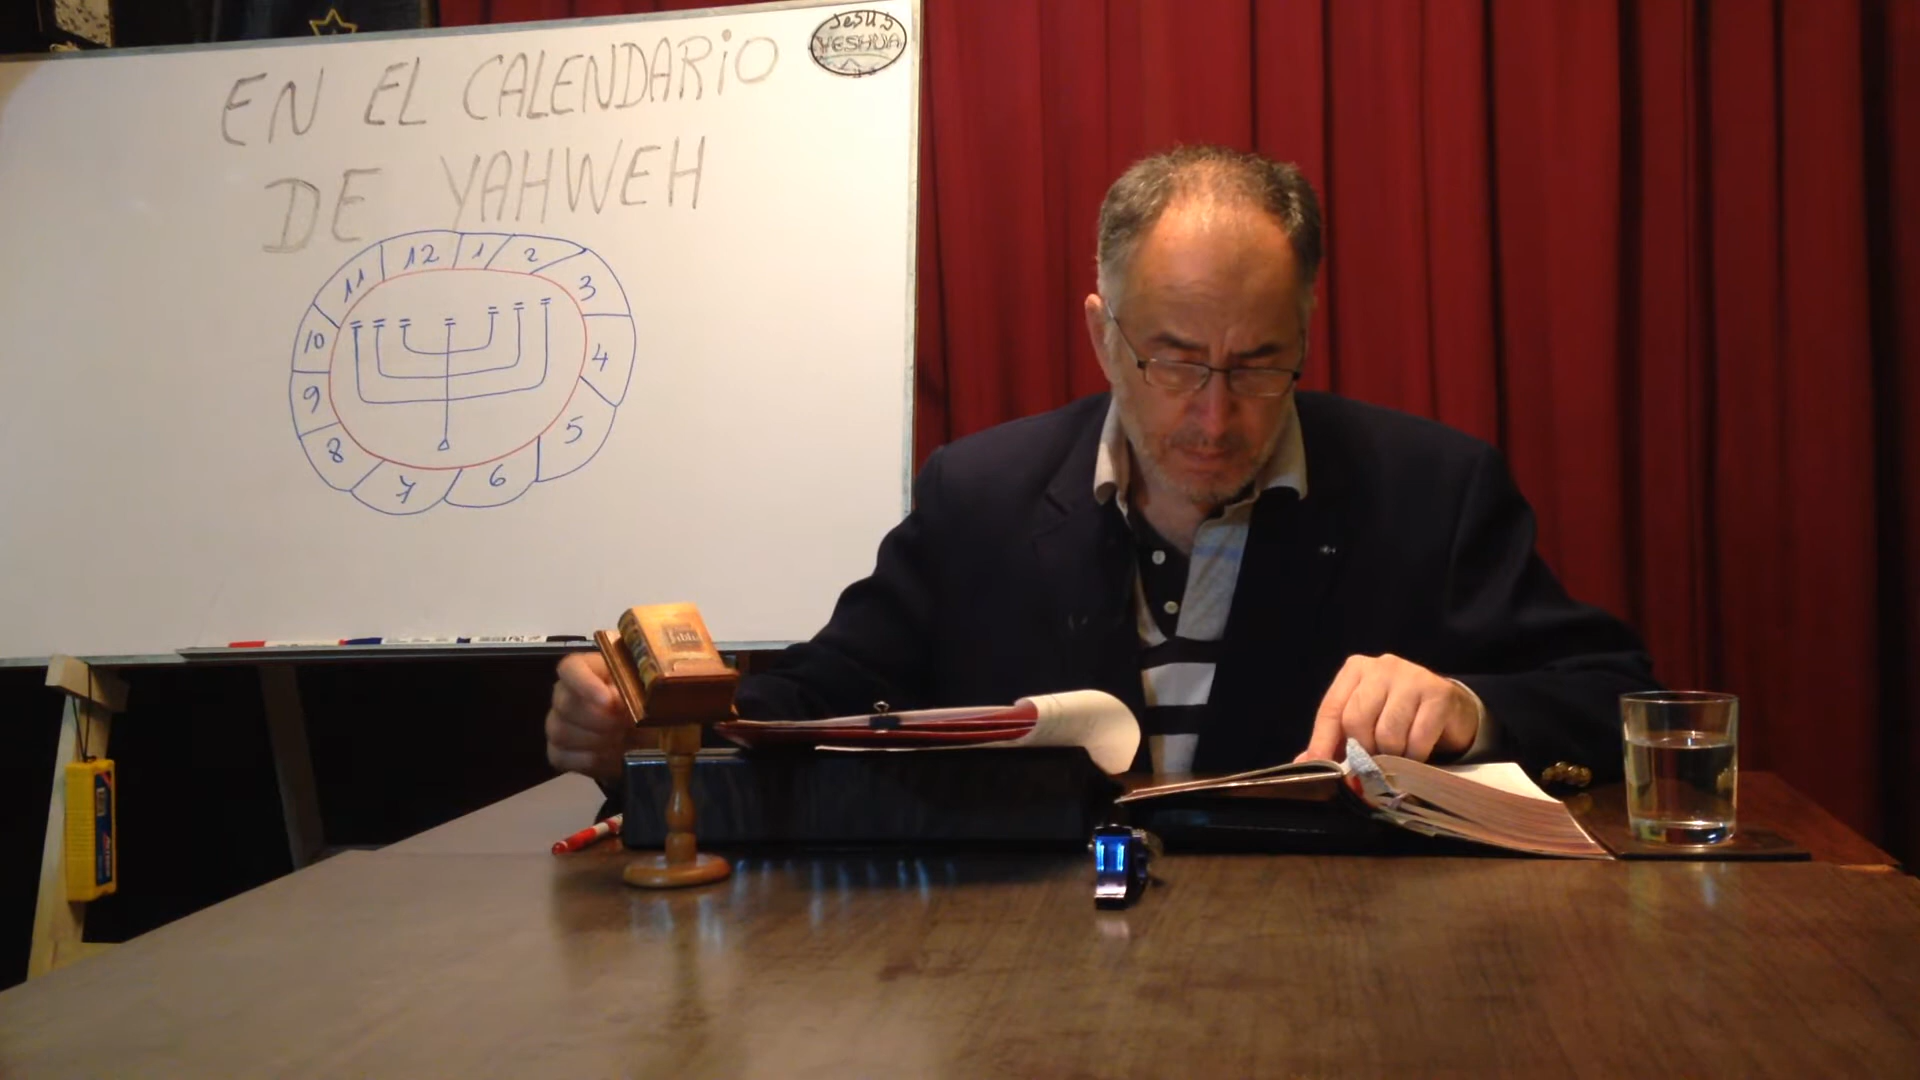 EN EL CALENDARiO
DE YAHWEH
JeSUS
YESHUA
12 1 2
11 3
10 4
9 5
8 7 6